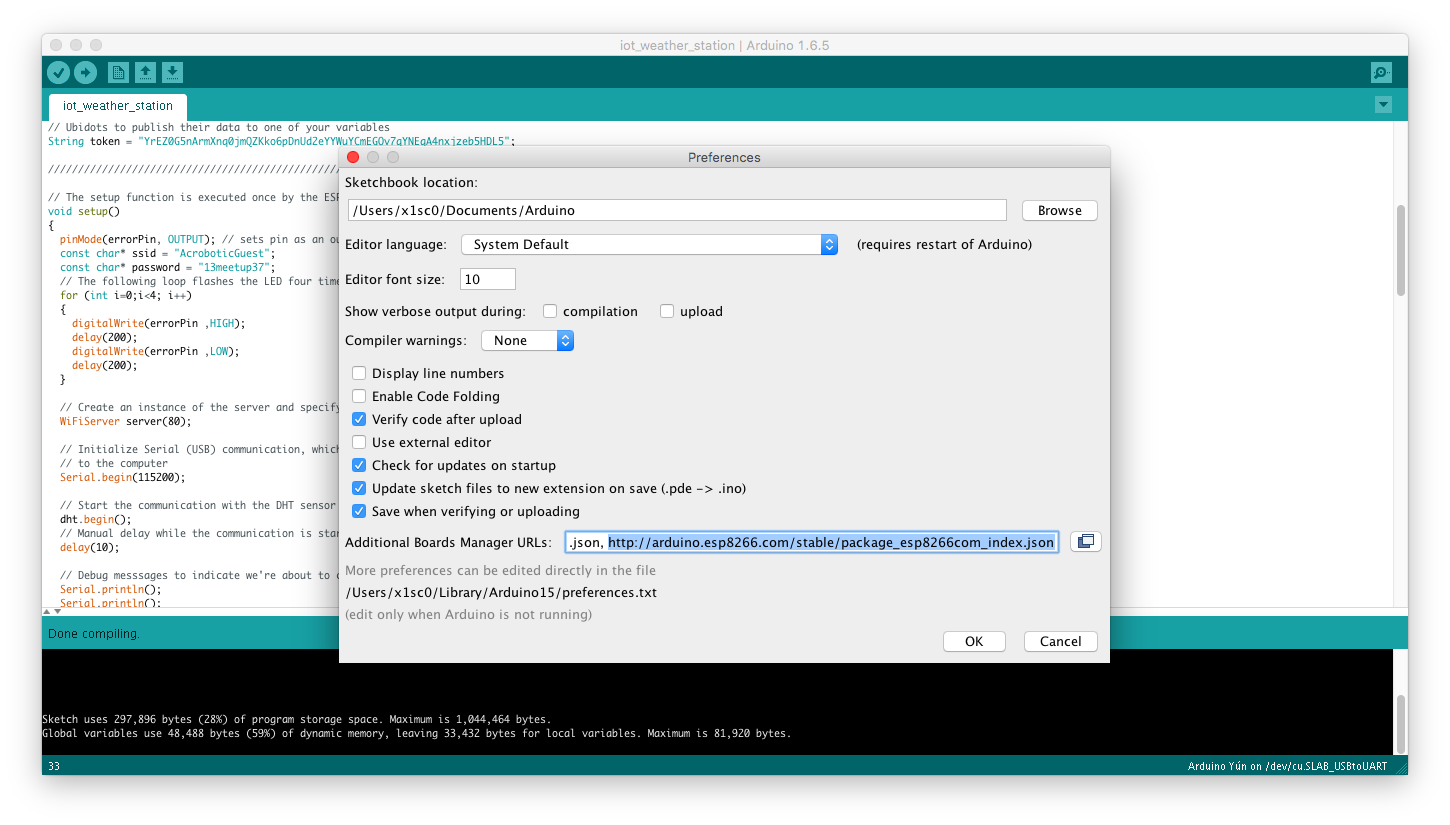 iot_weather_station | Arduino 1.6.5
iot_weather_station
// Ubidots to publish their data to one of your variables
String token = "YrEZ0G5nArmXnq0jmQZKko6pDnUd2eYYWuYCmEGOv7qYNEgA4nxjzeb5HDL5";
////////////////////////////////////////////////
// The setup function is executed once by the ESP
void setup()
{
pinMode(errorPin, OUTPUT); // sets pin as an ou
const char* ssid = "AcroboticGuest";
const char* password = "13meetup37";
// The following loop flashes the LED four time
for (int i=0;i<4; i++)
{
digitalWrite(errorPin ,HIGH);
delay(200);
digitalWrite(errorPin ,LOW);
delay(200);
}
// Create an instance of the server and specify
WiFiServer server(80);
// Initialize Serial (USB) communication, which
// to the computer
Serial.begin(115200);
// Start the communication with the DHT sensor
dht.begin();
// Manual delay while the communication is star
delay(10);
// Debug messsages to indicate we're about to c
Serial.println();
Serial.println();
Preferences
Sketchbook location:
/Users/x1sc0/Documents/Arduino
Browse
Editor language: System Default (requires restart of Arduino)
Editor font size: 10
Show verbose output during: compilation upload
Compiler warnings: None
Display line numbers
Enable Code Folding
Verify code after upload
Use external editor
Check for updates on startup
Update sketch files to new extension on save (.pde -> .ino)
Save when verifying or uploading
Additional Boards Manager URLs: .json, http://arduino.esp8266.com/stable/package_esp8266com_index.json
More preferences can be edited directly in the file
/Users/x1sc0/Library/Arduino15/preferences.txt
(edit only when Arduino is not running)
OK Cancel
Done compiling.
Sketch uses 297,896 bytes (28%) of program storage space. Maximum is 1,044,464 bytes.
Global variables use 48,488 bytes (59%) of dynamic memory, leaving 33,432 bytes for local variables. Maximum is 81,920 bytes.
33
Arduino Yún on /dev/cu.SLAB_USBtoUART